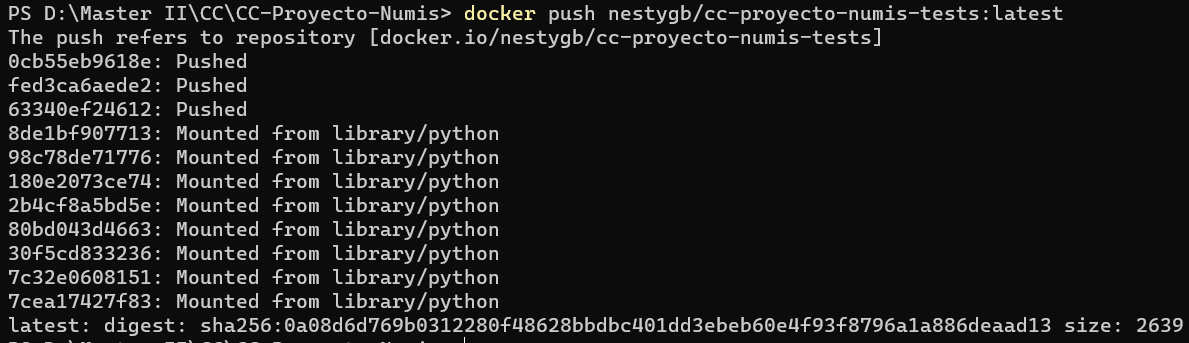 PS D:\Master II\CC\CC-Proyecto-Numis> docker push nestygb/cc-proyecto-numis-tests:latest
The push refers to repository [docker.io/nestygb/cc-proyecto-numis-tests]
0cb55eb9618e: Pushed
fed3ca6aede2: Pushed
63340ef24612: Pushed
8de1bf907713: Mounted from library/python
98c78de71776: Mounted from library/python
180e2073ce74: Mounted from library/python
2b4cf8a5bd5e: Mounted from library/python
80bd043d4663: Mounted from library/python
30f5cd833236: Mounted from library/python
7c32e0608151: Mounted from library/python
7cea17427f83: Mounted from library/python
latest: digest: sha256:0a08d6d769b0312280f48628bbdbc401dd3ebeb60e4f93f8796a1a886deaad13 size: 2639